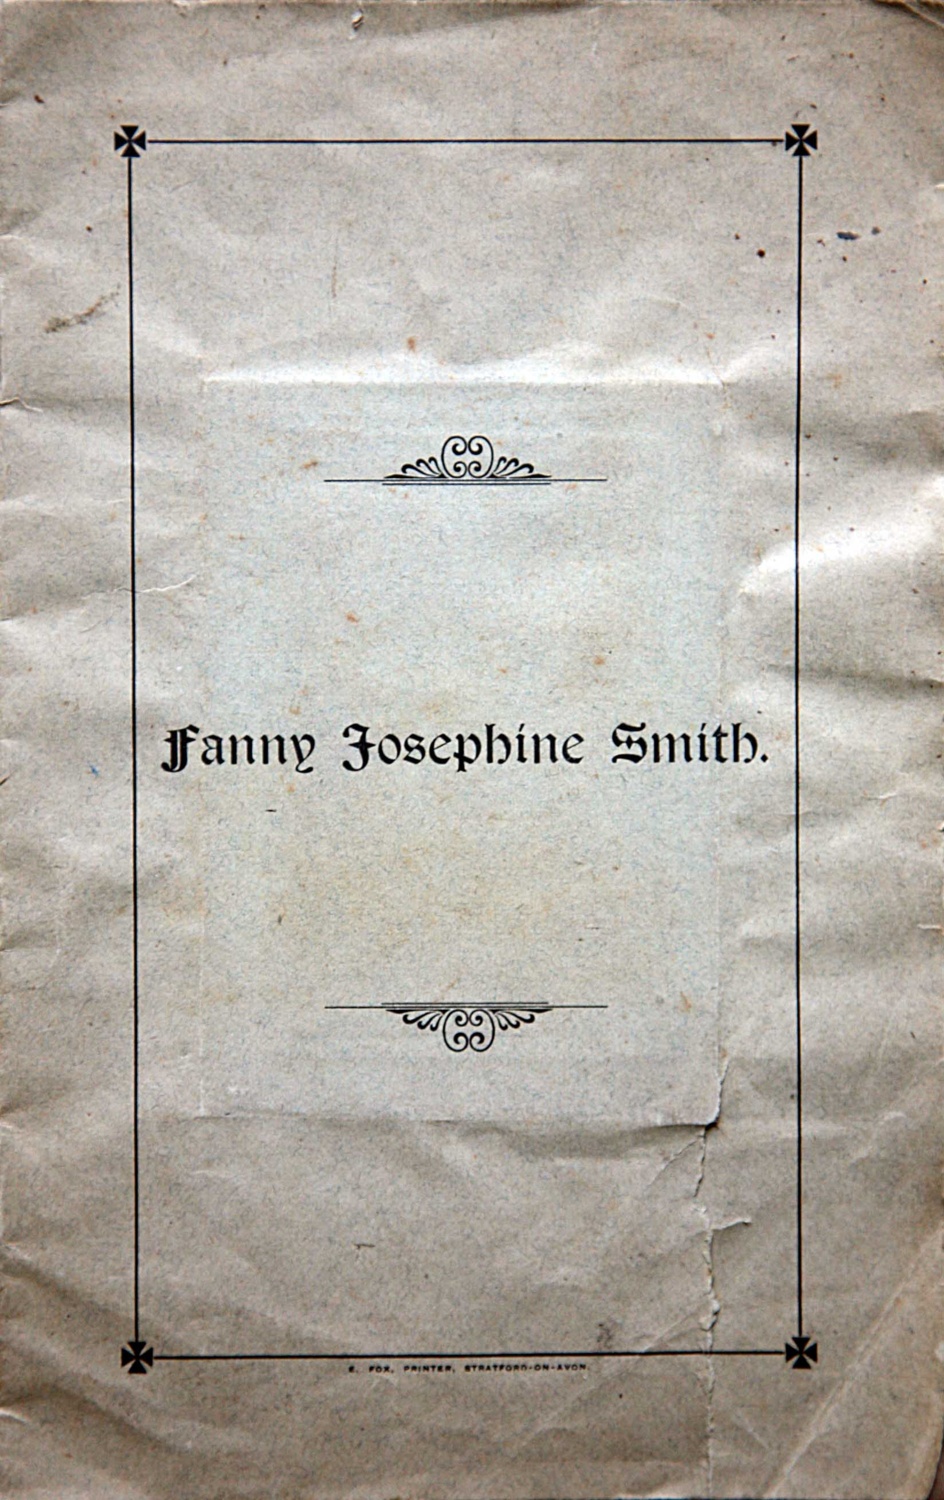 Fanny Josephine Smith.
E. FOX, PRINTER, STRATFORD-ON-AVON.